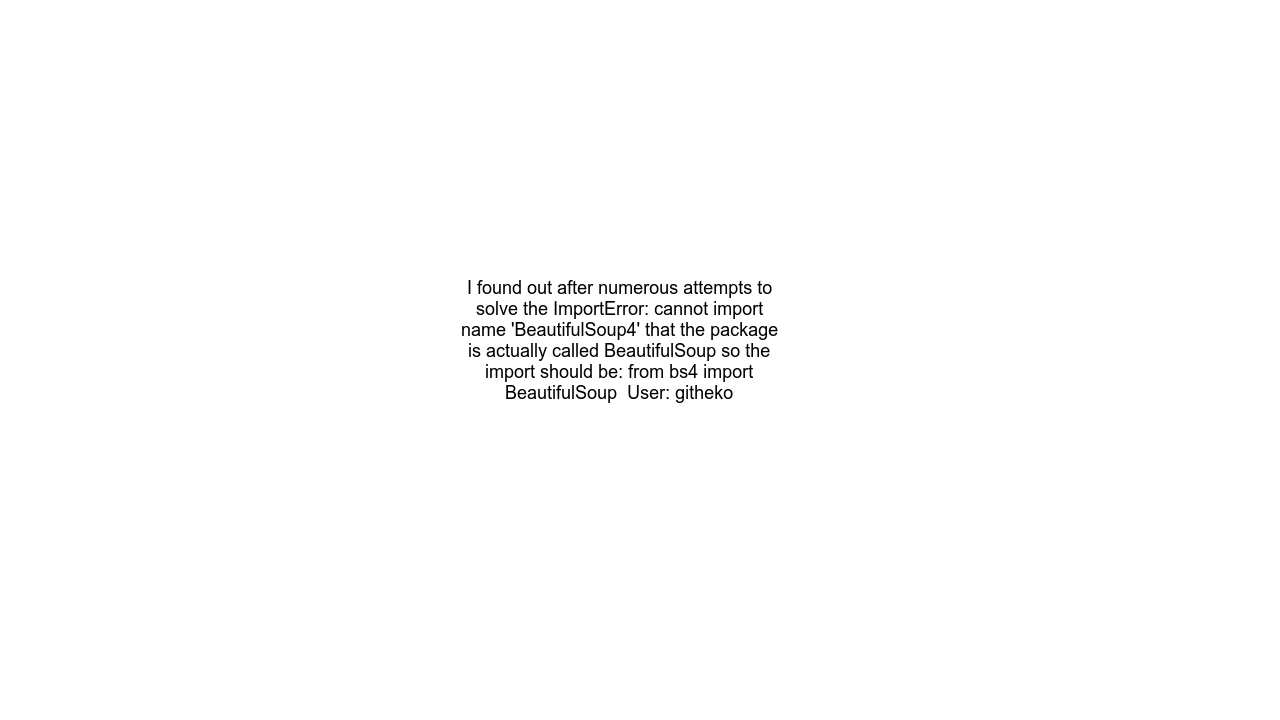 I found out after numerous attempts to
solve the ImportError: cannot import
name 'BeautifulSoup4' that the package
is actually called BeautifulSoup so the
import should be: from bs4 import
BeautifulSoup  User: githeko